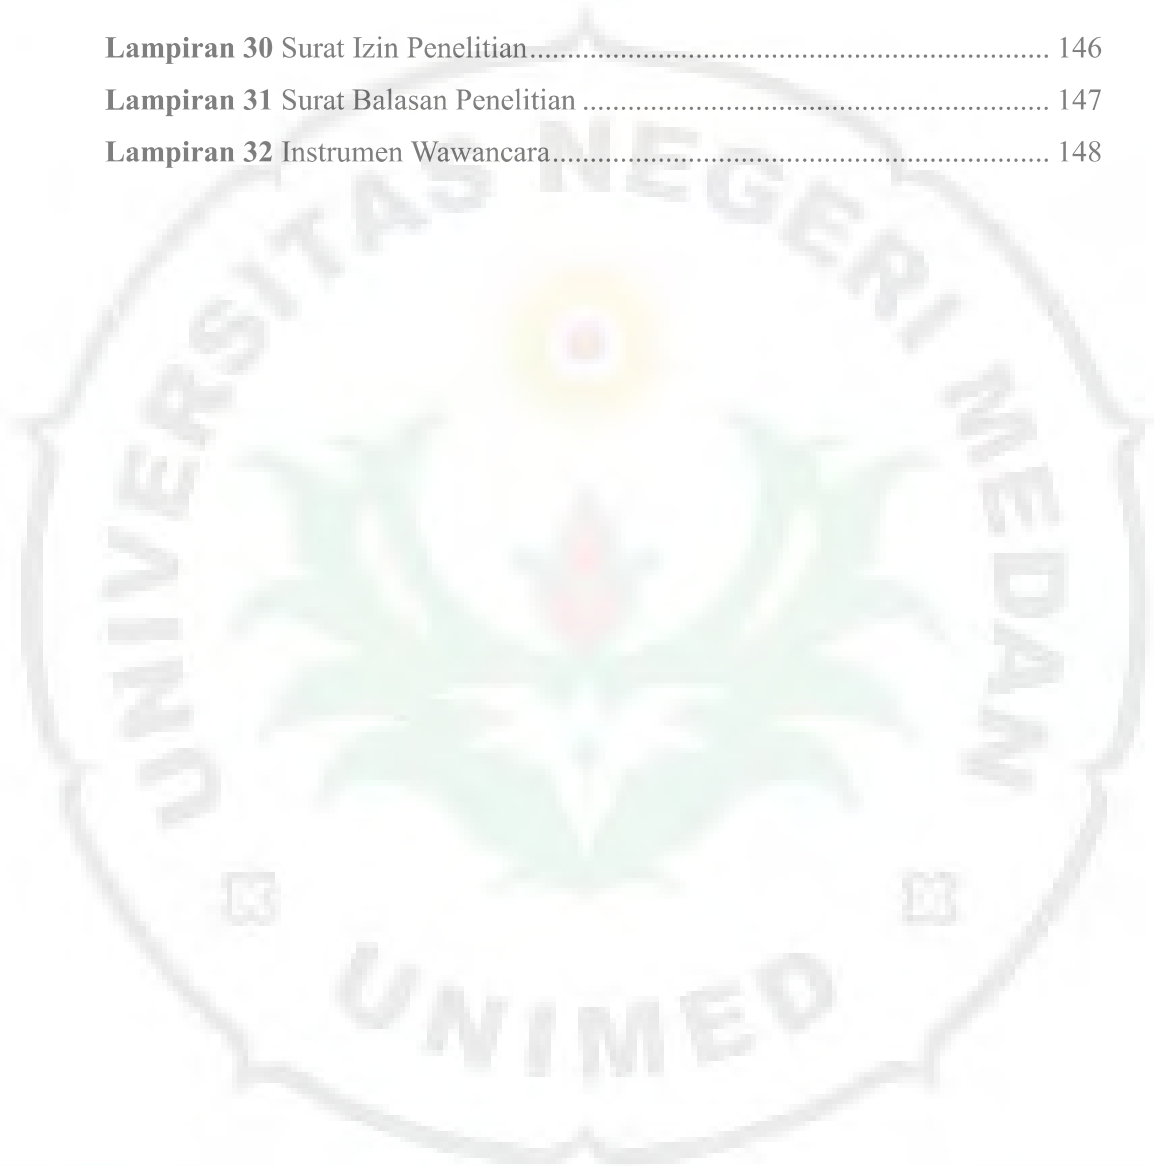 Lampiran 30 Surat Izin Penelitian.................................................................... 146
Lampiran 31 Surat Balasan Penelitian ............................................................. 147
Lampiran 32 Instrumen Wawancara................................................................. 148
UNIVERSITAS NEGERI MEDAN
UNIMED